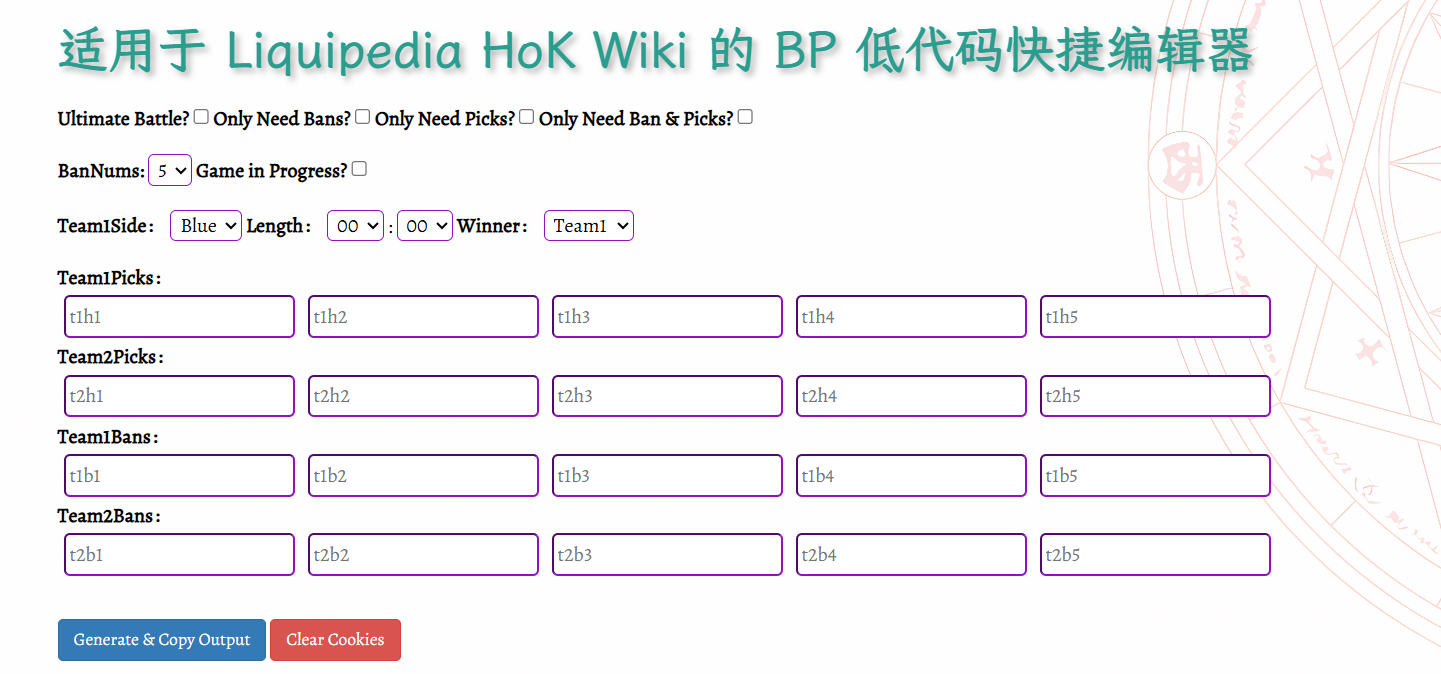 适用于 Liquipedia HoK Wiki 的 BP 低代码快捷编辑器
Ultimate Battle? Only Need Bans? Only Need Picks? Only Need Ban & Picks?
BanNums: 5 Game in Progress?
Team1Side： Blue Length： 00 : 00 Winner： Team1
Team1Picks：
t1h1 t1h2 t1h3 t1h4 t1h5
Team2Picks：
t2h1 t2h2 t2h3 t2h4 t2h5
Team1Bans：
t1b1 t1b2 t1b3 t1b4 t1b5
Team2Bans：
t2b1 t2b2 t2b3 t2b4 t2b5
Generate & Copy Output Clear Cookies